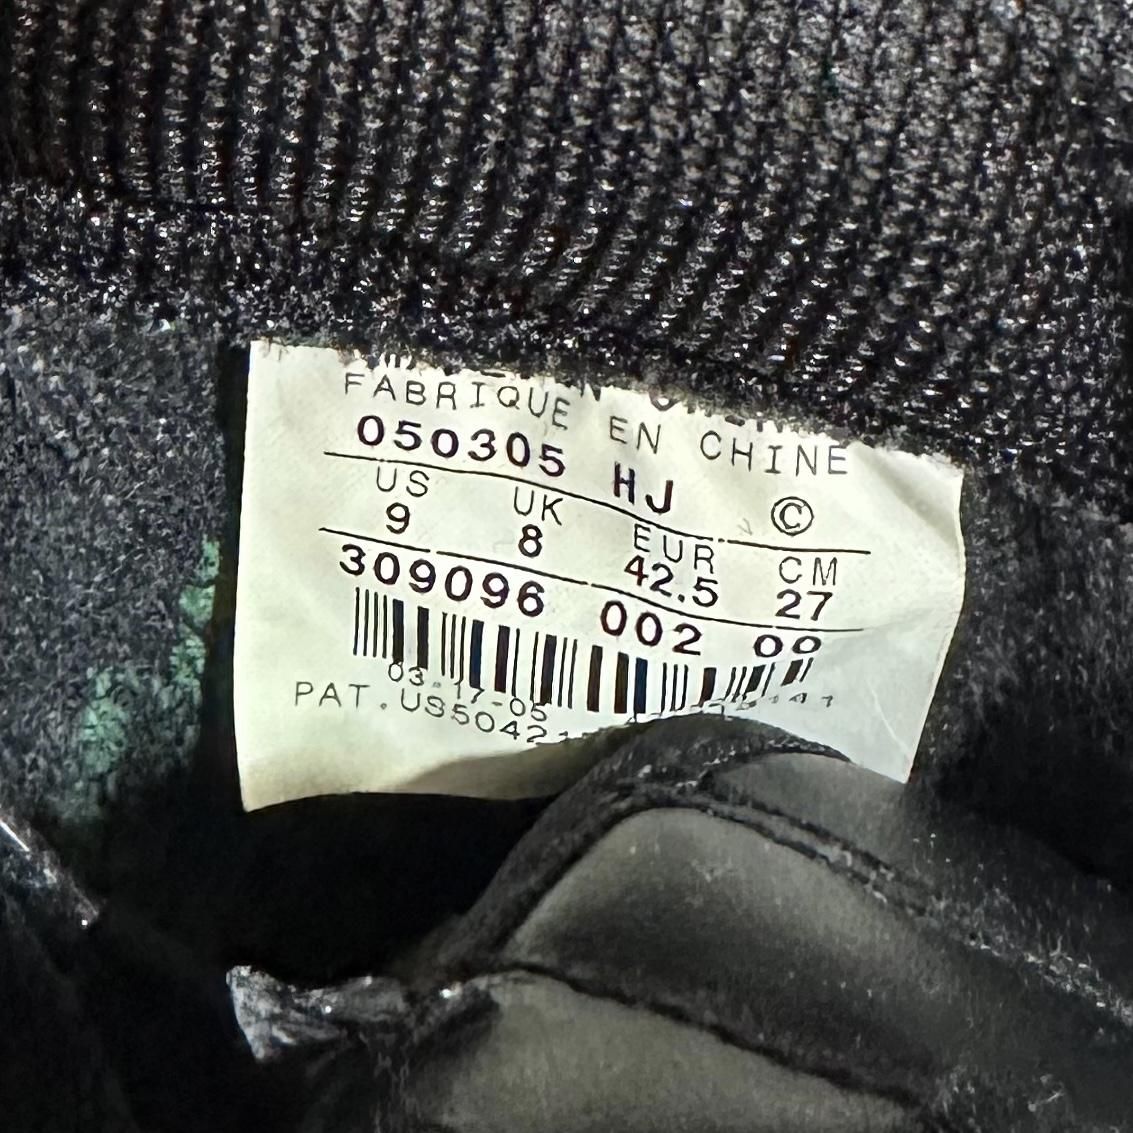 FABRIQUE EN CHINE
050305 HJ ©
US UK EUR CM
9 8 42.5 27
309096 002 00
03-17-05
PAT. US5042